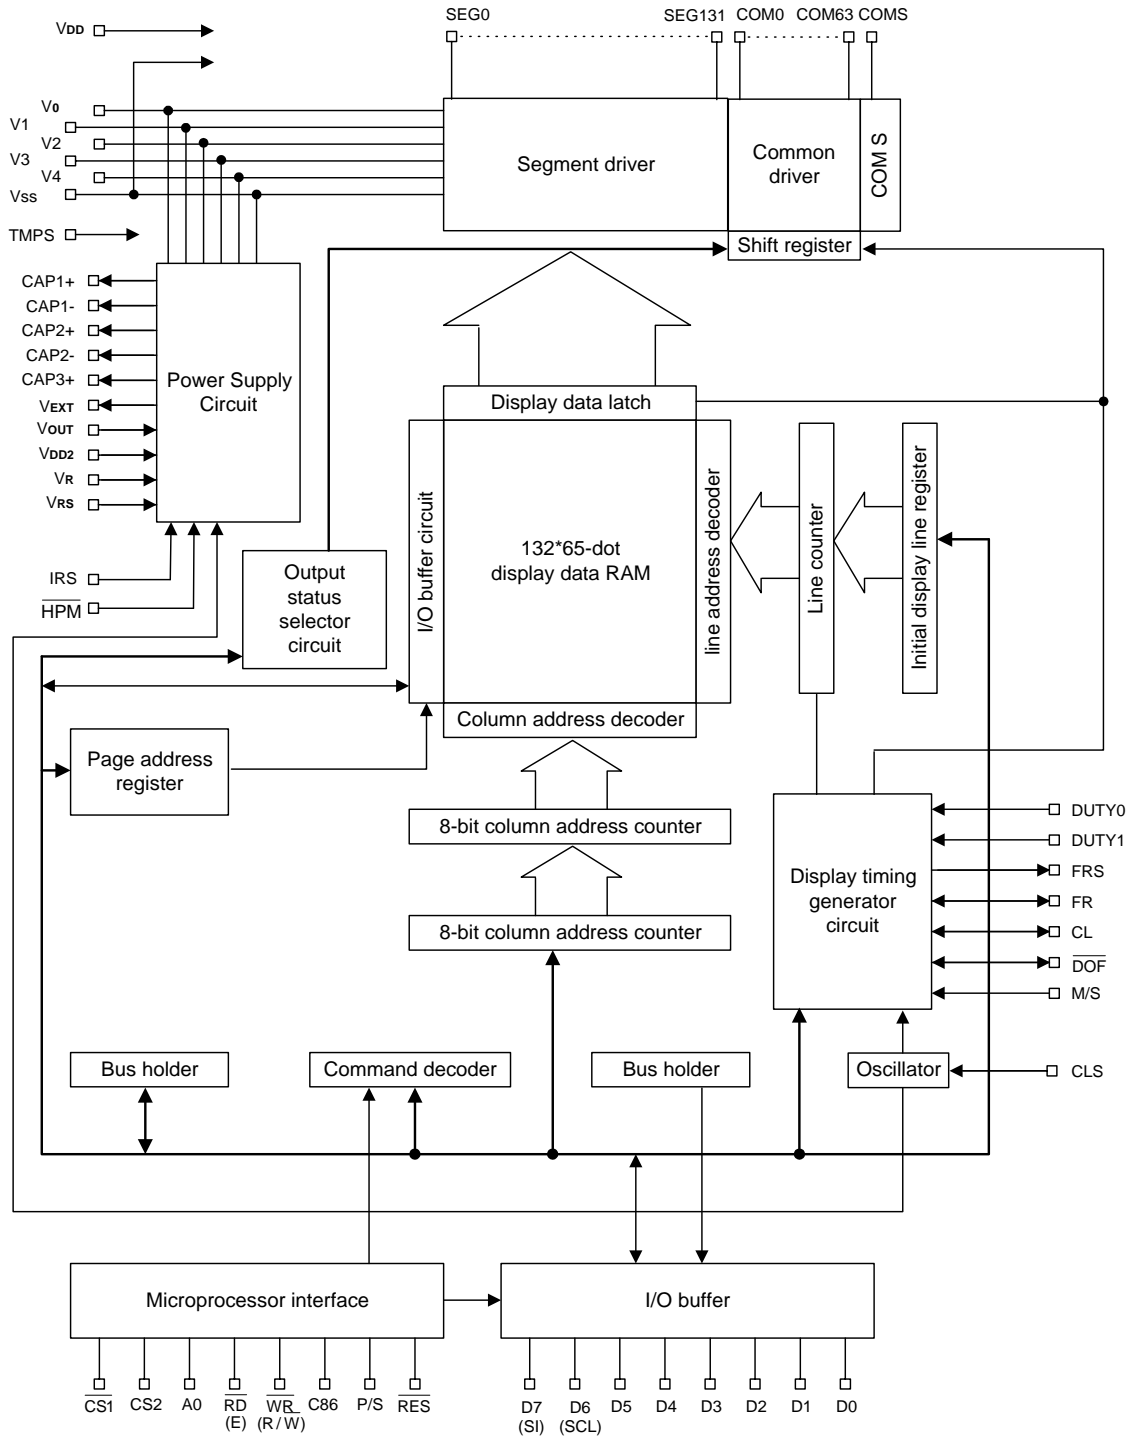 SEG0
SEG131
COM0
COM63
COMS
VDD
V0
V1
V2
V3
V4
Vss
TMPS
Segment driver
Common
driver
COM S
Shift register
CAP1+
CAP1-
CAP2+
CAP2-
CAP3+
VEXT
VOUT
VDD2
VR
VRS
Power Supply
Circuit
IRS
HPM
Output
status
selector
circuit
Display data latch
I/O buffer circuit
132*65-dot
display data RAM
line address decoder
Line counter
Initial display line register
Column address decoder
Page address
register
8-bit column address counter
8-bit column address counter
Display timing
generator
circuit
DUTY0
DUTY1
FRS
FR
CL
DOF
M/S
Bus holder
Command decoder
Bus holder
Oscillator
CLS
Microprocessor interface
I/O buffer
CS1
CS2
A0
RD
(E)
WR
(R/W)
C86
P/S
RES
D7
(SI)
D6
(SCL)
D5
D4
D3
D2
D1
D0